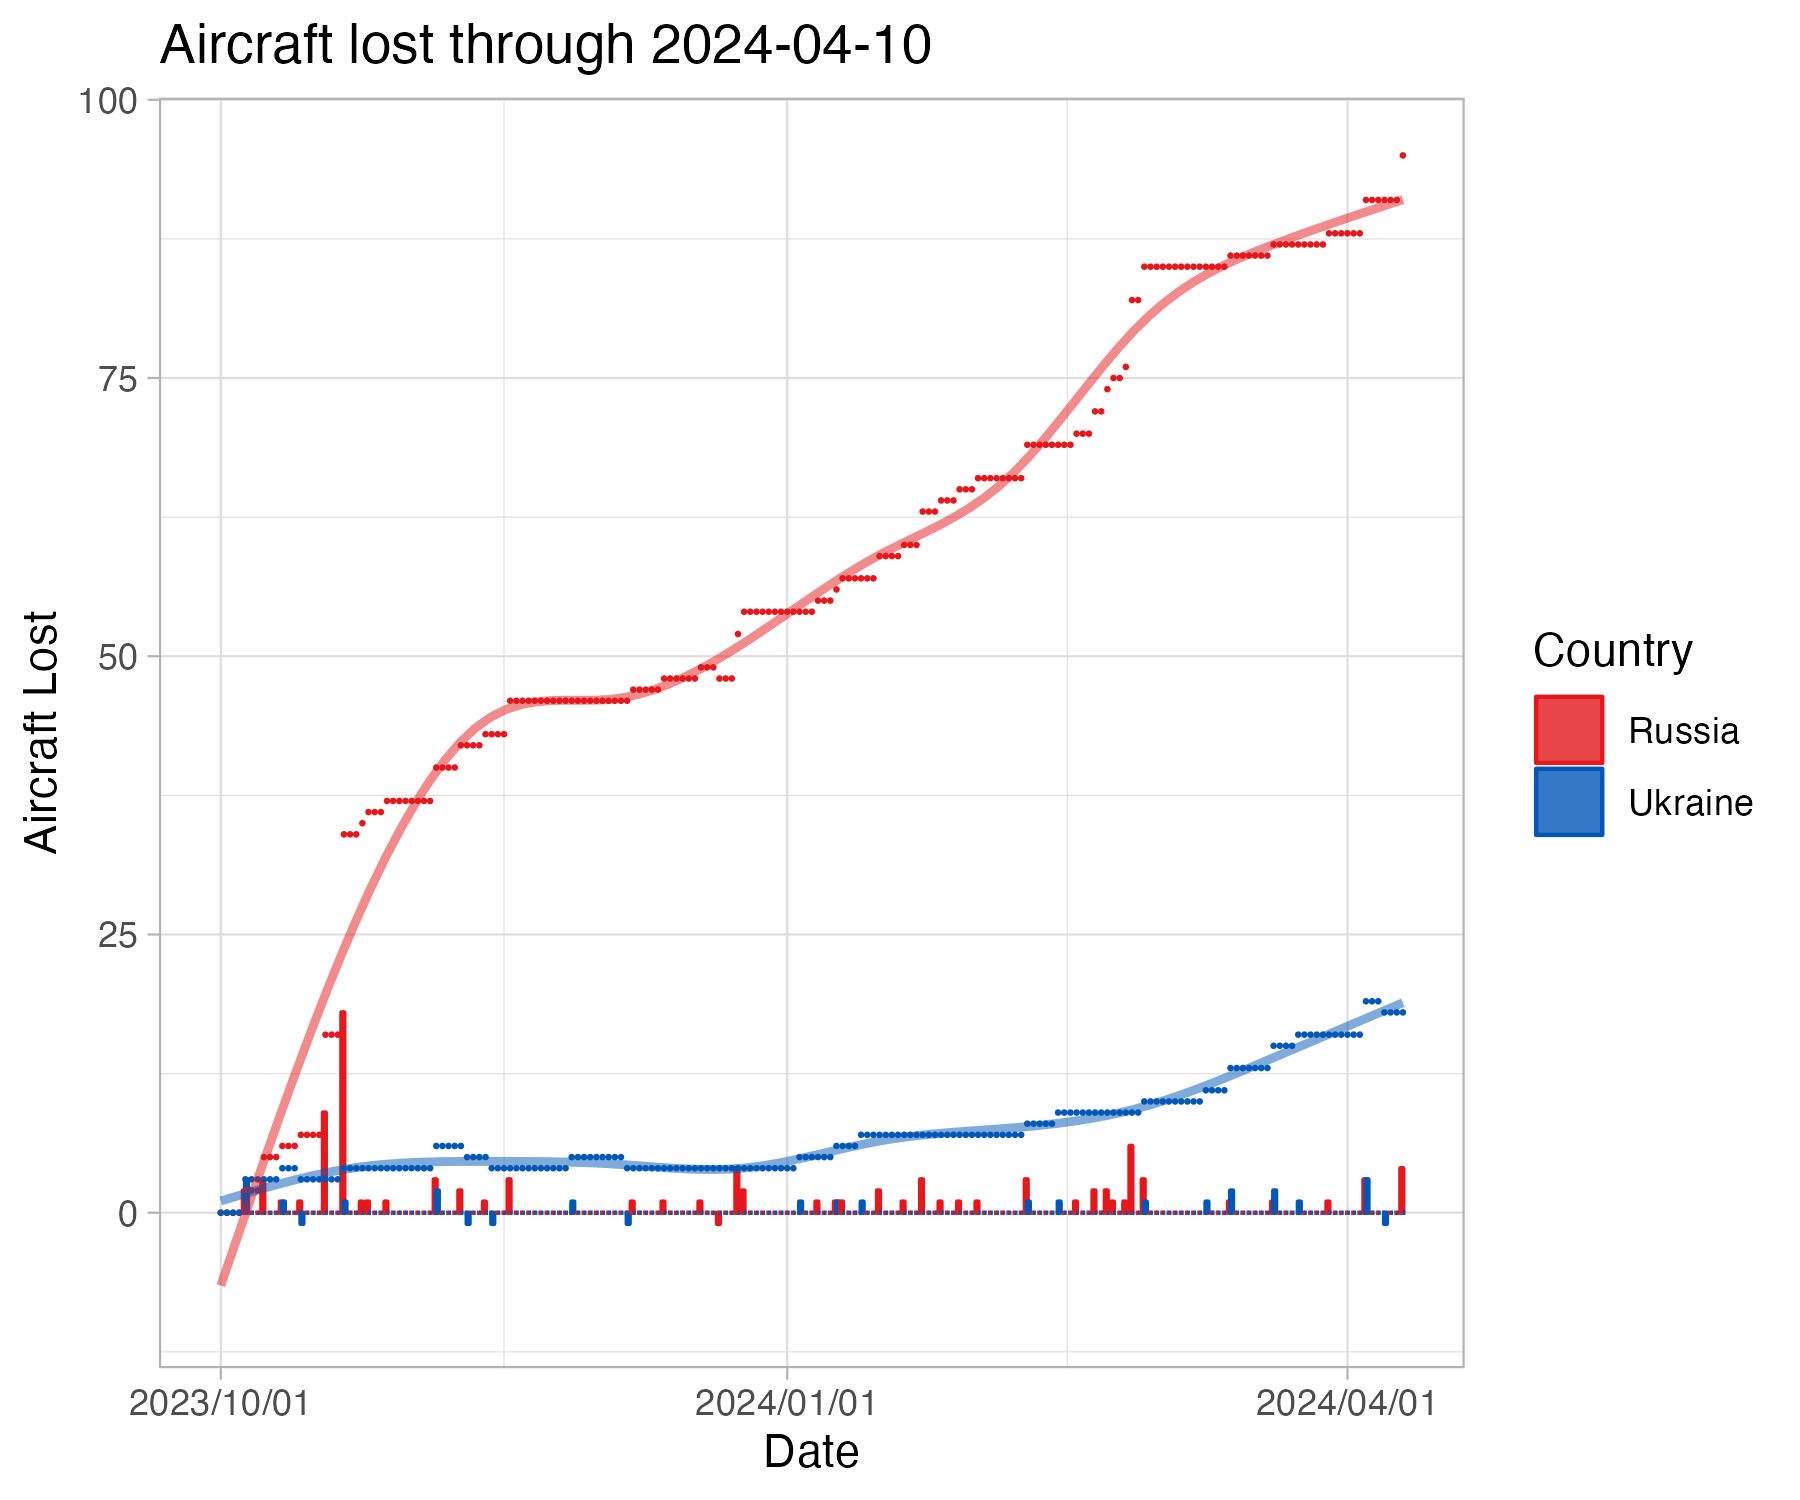 Aircraft lost through 2024-04-10
100
75
50
25
0
Aircraft Lost
2023/10/01
2024/01/01
2024/04/01
Date
Country
Russia
Ukraine